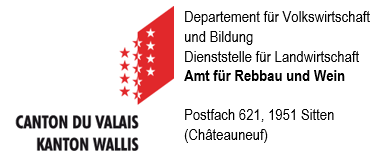 Departement für Volkswirtschaft
und Bildung
Dienststelle für Landwirtschaft
Amt für Rebbau und Wein
Postfach 621, 1951 Sitten
(Châteauneuf)
CANTON DU VALAIS
KANTON WALLIS